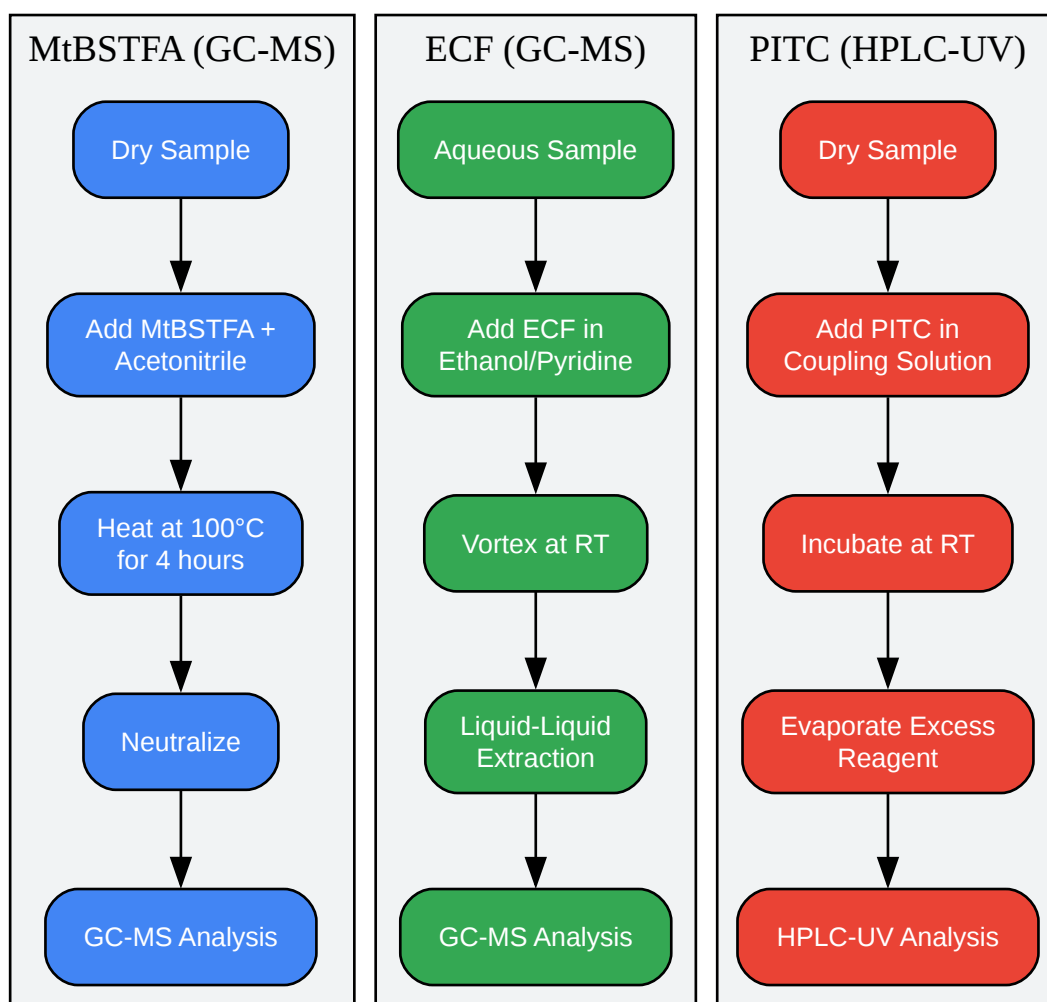 MtBSTFA (GC-MS)
Dry Sample
Add MtBSTFA +
Acetonitrile
Heat at 100°C
for 4 hours
Neutralize
GC-MS Analysis
ECF (GC-MS)
Aqueous Sample
Add ECF in
Ethanol/Pyridine
Vortex at RT
Liquid-Liquid
Extraction
GC-MS Analysis
PITC (HPLC-UV)
Dry Sample
Add PITC in
Coupling Solution
Incubate at RT
Evaporate Excess
Reagent
HPLC-UV Analysis